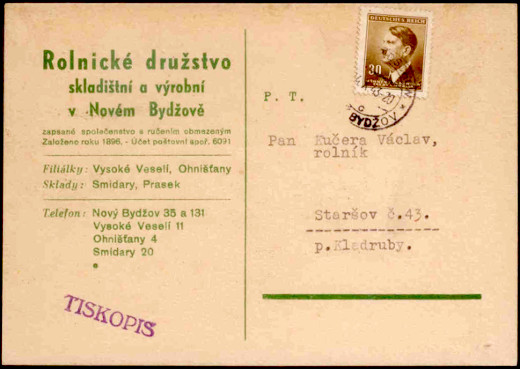 Rolnické družstvo
skladištní a výrobní
v Novém Bydžově
zapsané společenstvo s ručením obmezeným
Založeno roku 1896. - Účet poštovní spoř. 6091
Filiálky: Vysoké Veselí, Ohnišťany
Sklady: Smidary, Prasek
Telefon: Nový Bydžov 35 a 131
Vysoké Veselí 11
Ohnišťany 4
Smidary 20
TISKOPIS
DEUTSCHES REICH
30
BYDŽOV
P. T.
Pan Kučera Václav,
rolník
Staršov č.43.
p.Kladruby.